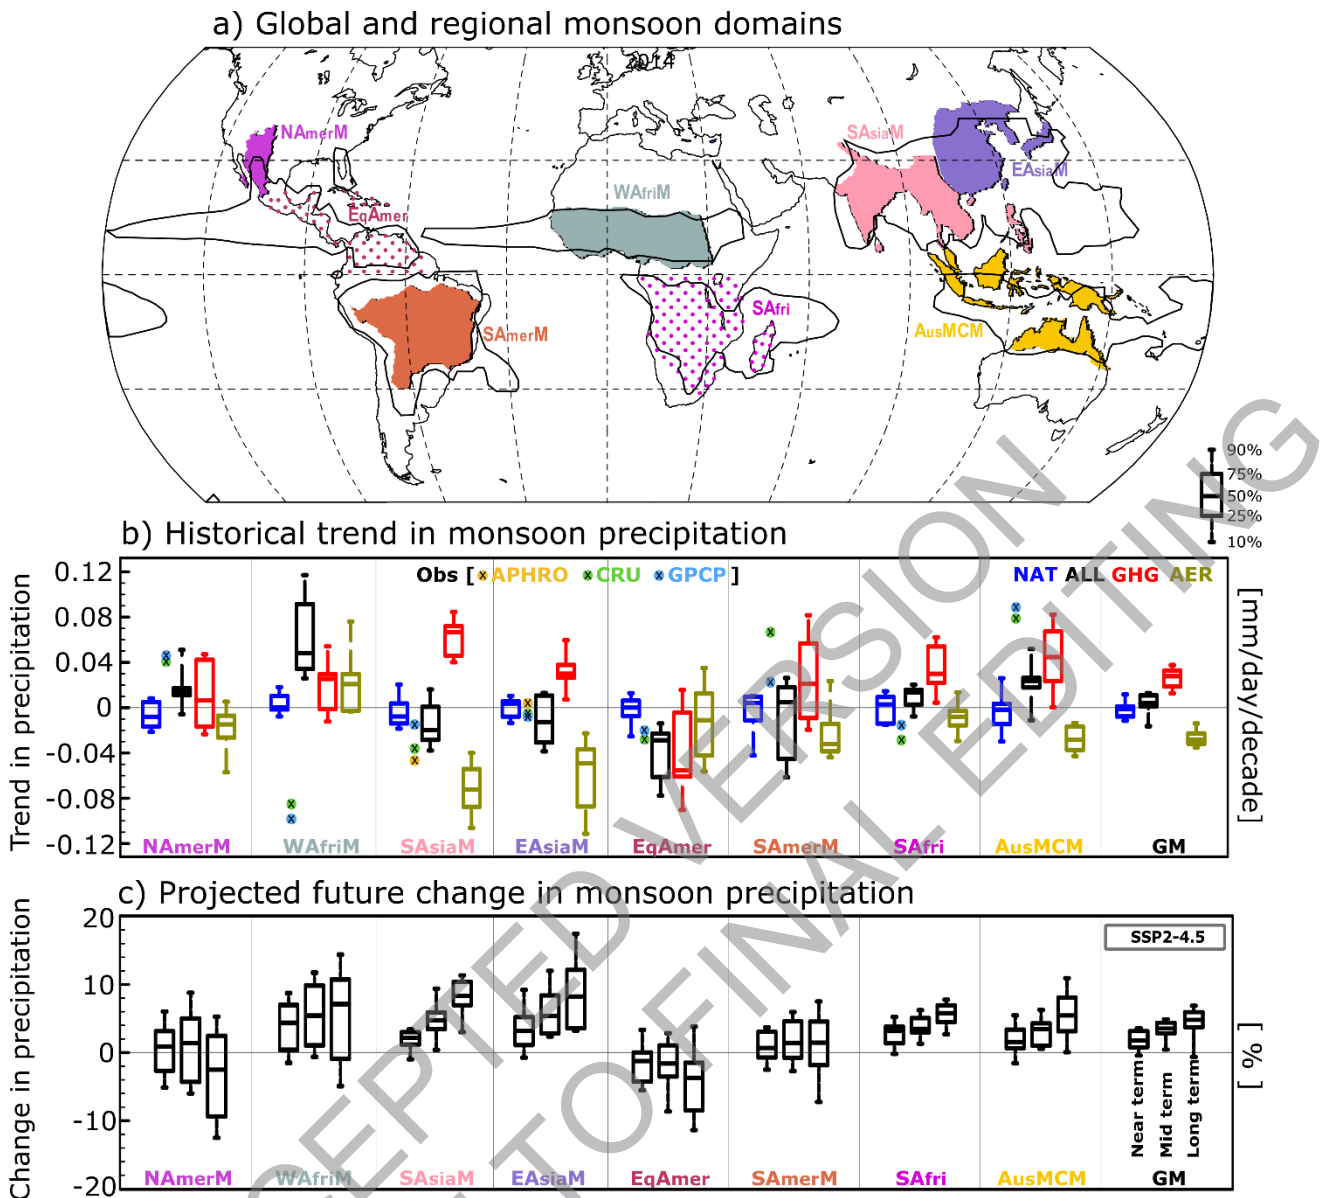 a) Global and regional monsoon domains
2014
NAmerM
SAsiaM
EAsiaM
WAfriM
EqAmer
SAfri
SAmerM
AusMCM
90%
75%
50%
25%
10%
b) Historical trend in monsoon precipitation
Obs [ x APHRO x CRU x GPCP ]
NAT ALL GHG AER
Trend in precipitation
[mm/day/decade]
0.12
0.08
0.04
0
-0.04
-0.08
-0.12
NAmerM WAfriM SAsiaM EAsiaM EqAmer SAmerM SAfri AusMCM GM
c) Projected future change in monsoon precipitation
SSP2-4.5
Change in precipitation
[ % ]
20
10
0
-10
-20
Near term
Mid term
Long term
NAmerM WAfriM SAsiaM EAsiaM EqAmer SAmerM SAfri AusMCM GM
CEPTED VERSION
TO FINAL EDITING